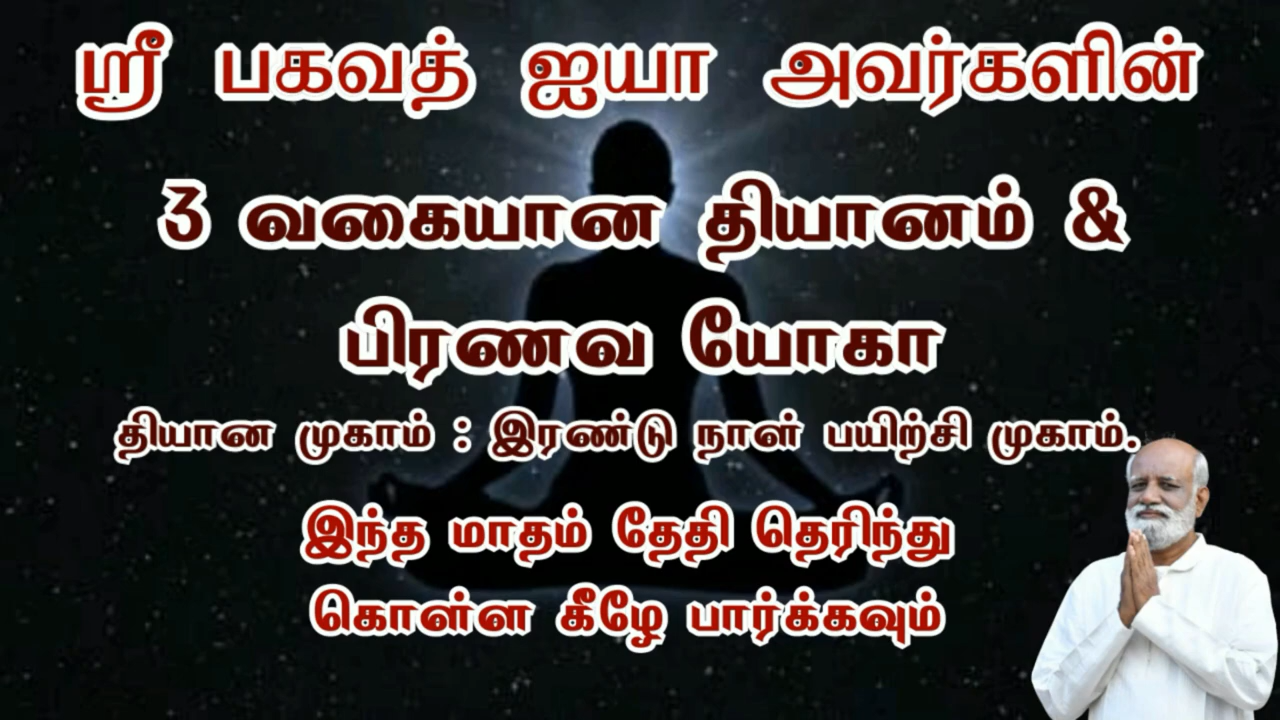 ஸ்ரீ பகவத் ஐயா அவர்களின்
3 வகையான தியானம் &
பிரணவ யோகா
தியான முகாம் : இரண்டு நாள் பயிற்சி முகாம்.
இந்த மாதம் தேதி தெரிந்து
கொள்ள கீழே பார்க்கவும்